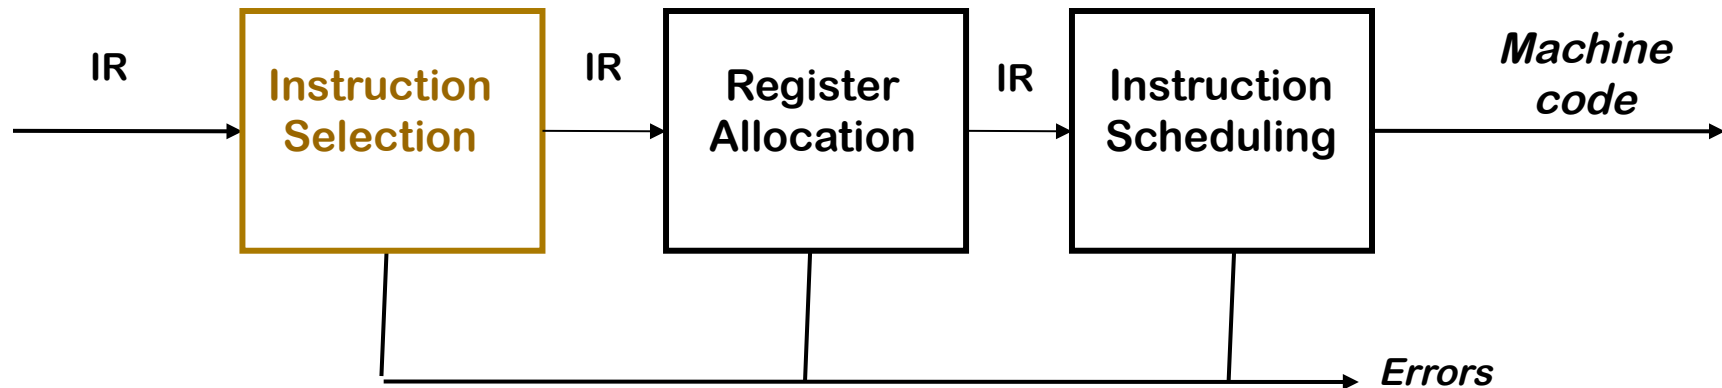 IR
Instruction
Selection
IR
Register
Allocation
IR
Instruction
Scheduling
Machine
code
Errors